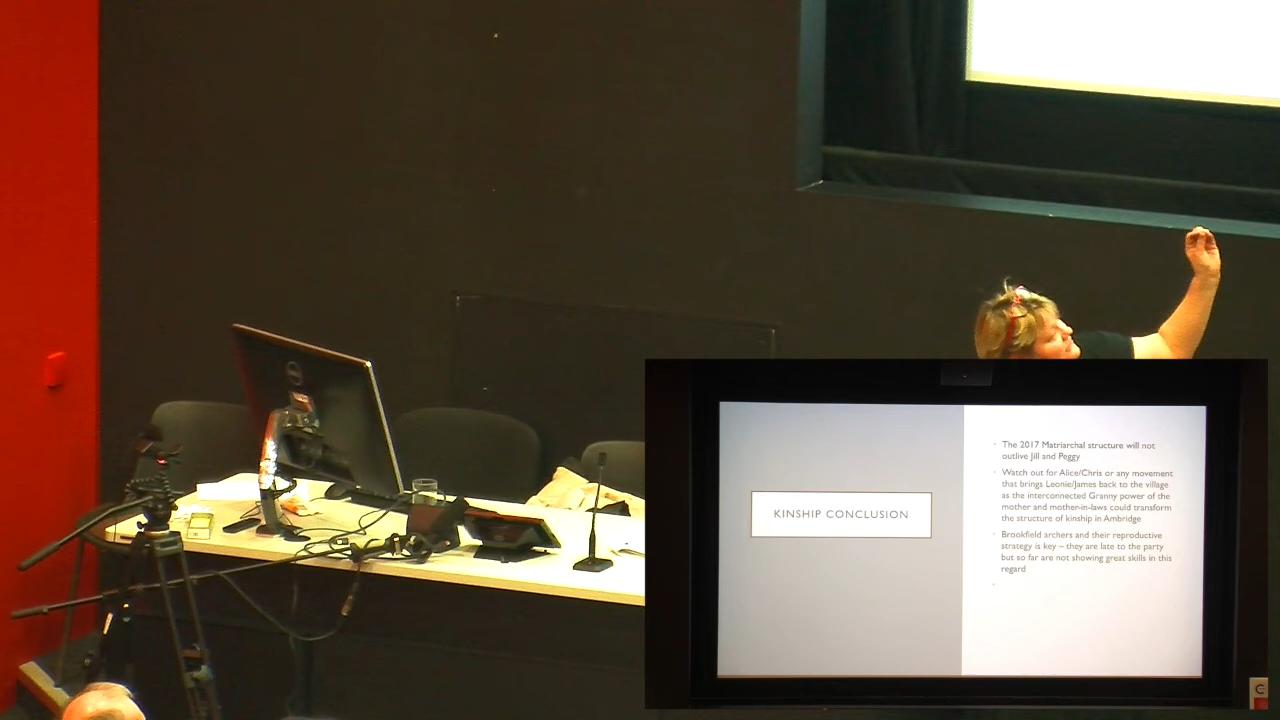 KINSHIP CONCLUSION
The 2017 Matriarchal structure will not
outlive Jill and Peggy
Watch out for Alice/Chris or any movement
that brings Leonie/James back to the village
as the interconnected Granny power of the
mother and mother-in-laws could transform
the structure of kinship in Ambridge
Brookfield archers and their reproductive
strategy is key – they are late to the party
but so far are not showing great skills in this
regard